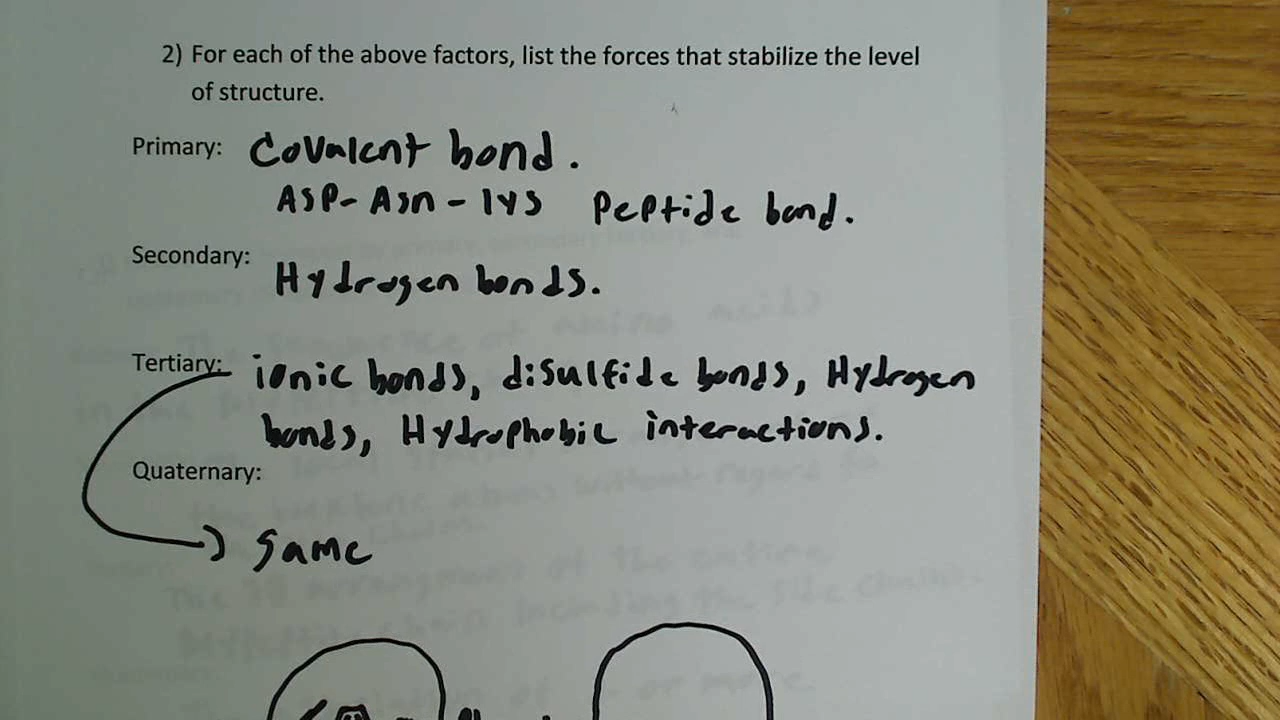 2) For each of the above factors, list the forces that stabilize the level
of structure.
Primary: Covalent bond.
Asp-Asn-lys Peptide bond.
Secondary: Hydrogen bonds.
Tertiary: ionic bonds, disulfide bonds, Hydrogen
bonds, Hydrophobic interactions.
Quaternary:
same